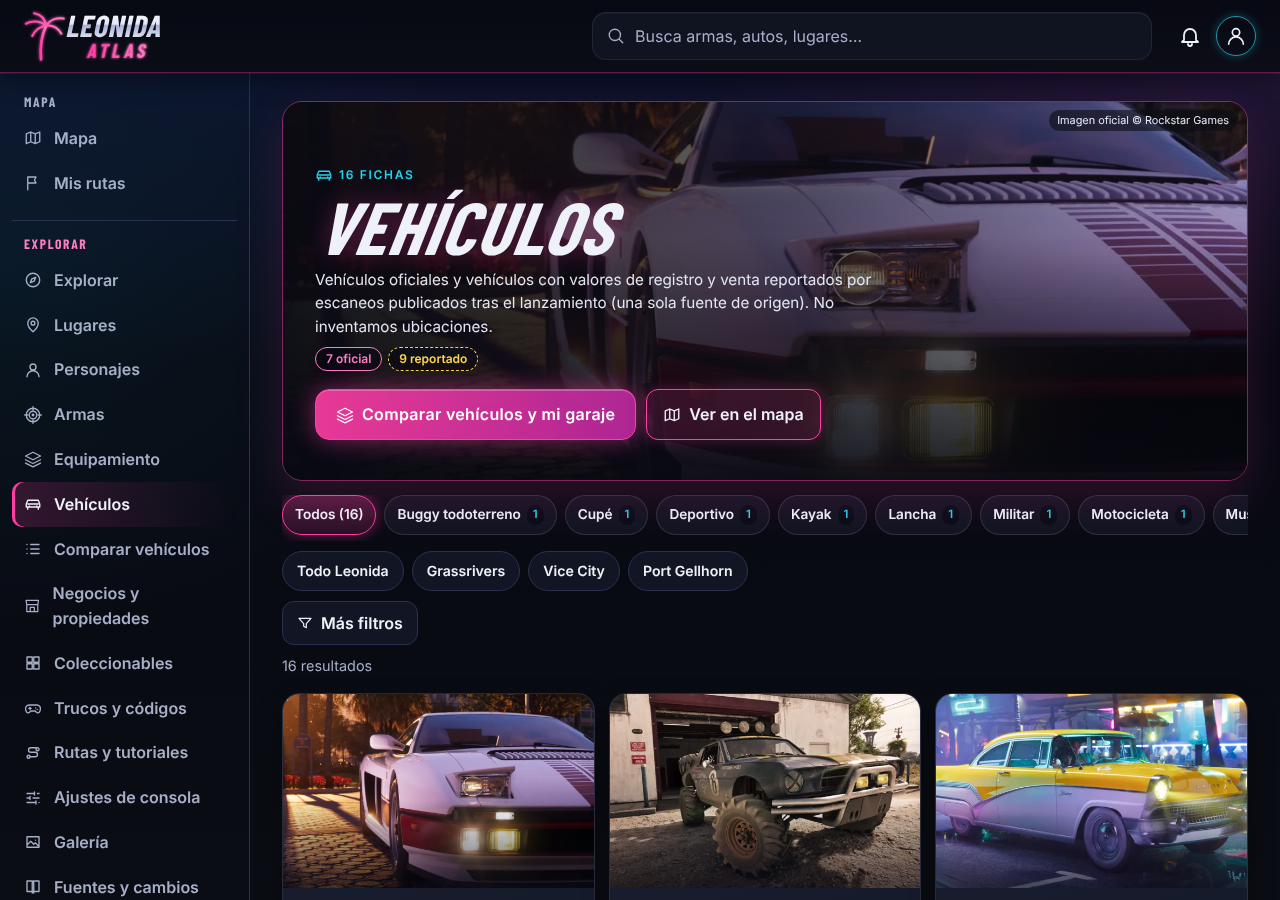 LEONIDA
ATLAS
Busca armas, autos, lugares...
MAPA
Mapa
Mis rutas
EXPLORAR
Explorar
Lugares
Personajes
Armas
Equipamiento
Vehículos
Comparar vehículos
Negocios y
propiedades
Coleccionables
Trucos y códigos
Rutas y tutoriales
Ajustes de consola
Galería
Fuentes y cambios
Imagen oficial © Rockstar Games
16 FICHAS
VEHÍCULOS
Vehículos oficiales y vehículos con valores de registro y venta reportados por
escaneos publicados tras el lanzamiento (una sola fuente de origen). No
inventamos ubicaciones.
7 oficial 9 reportado
Comparar vehículos y mi garaje Ver en el mapa
Todos (16) Buggy todoterreno 1 Cupé 1 Deportivo 1 Kayak 1 Lancha 1 Militar 1 Motocicleta 1
Todo Leonida Grassrivers Vice City Port Gellhorn
Más filtros
16 resultados